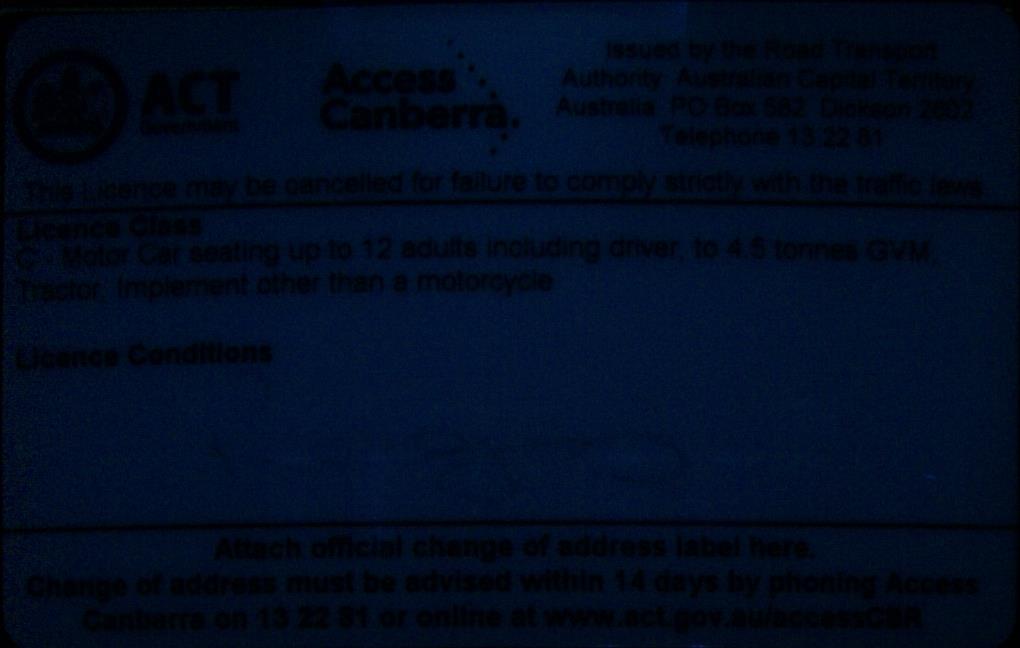 ACT
Government
Access
Canberra.
Issued by the Road Transport
Authority Australian Capital Territory
Australia PO Box 582 Dickson 2602
Telephone 13 22 81
This Licence may be cancelled for failure to comply strictly with the traffic laws
Licence Class
C - Motor Car seating up to 12 adults including driver, to 4.5 tonnes GVM,
Tractor, Implement other than a motorcycle
Licence Conditions
Attach official change of address label here.
Change of address must be advised within 14 days by phoning Access
Canberra on 13 22 81 or online at www.act.gov.au/accessCBR